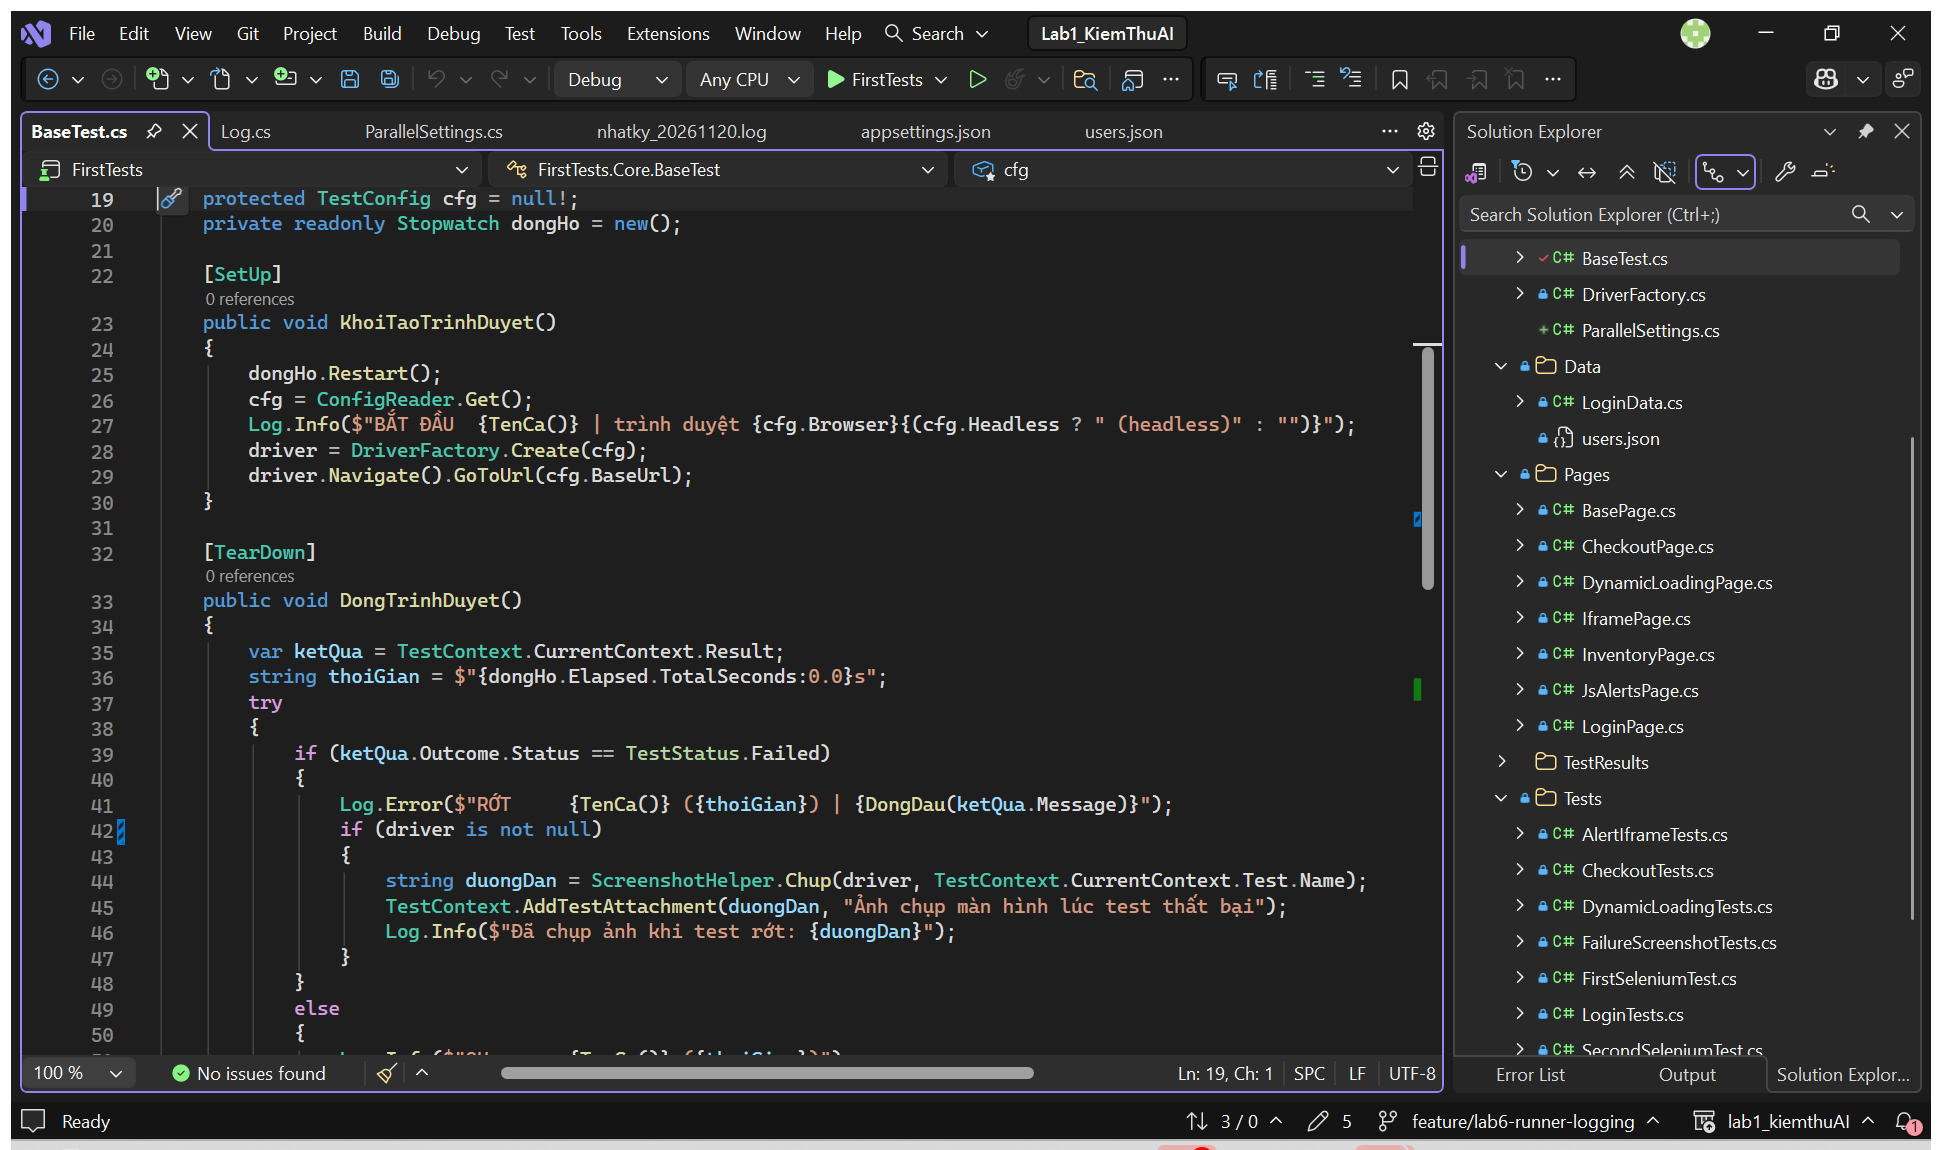 File Edit View Git Project Build Debug Test Tools Extensions Window Help Search Lab1_KiemThuAI
Debug Any CPU FirstTests
BaseTest.cs Log.cs ParallelSettings.cs nhatky_20261120.log appsettings.json users.json
FirstTests FirstTests.Core.BaseTest cfg
19 protected TestConfig cfg = null!;
20 private readonly Stopwatch dongHo = new();
21
22 [SetUp]
0 references
23 public void KhoiTaoTrinhDuyet()
24 {
25 dongHo.Restart();
26 cfg = ConfigReader.Get();
27 Log.Info($"BẮT ĐẦU  {TenCa()} | trình duyệt {cfg.Browser}{(cfg.Headless ? " (headless)" : "")}");
28 driver = DriverFactory.Create(cfg);
29 driver.Navigate().GoToUrl(cfg.BaseUrl);
30 }
31
32 [TearDown]
0 references
33 public void DongTrinhDuyet()
34 {
35 var ketQua = TestContext.CurrentContext.Result;
36 string thoiGian = $"{dongHo.Elapsed.TotalSeconds:0.0}s";
37 try
38 {
39 if (ketQua.Outcome.Status == TestStatus.Failed)
40 {
41 Log.Error($"RỚT     {TenCa()} ({thoiGian}) | {DongDau(ketQua.Message)}");
42 if (driver is not null)
43 {
44 string duongDan = ScreenshotHelper.Chup(driver, TestContext.CurrentContext.Test.Name);
45 TestContext.AddTestAttachment(duongDan, "Ảnh chụp màn hình lúc test thất bại");
46 Log.Info($"Đã chụp ảnh khi test rớt: {duongDan}");
47 }
48 }
49 else
50 {
100 % No issues found Ln: 19, Ch: 1 SPC LF UTF-8
Solution Explorer
Search Solution Explorer (Ctrl+;)
C# BaseTest.cs
C# DriverFactory.cs
+ C# ParallelSettings.cs
Data
C# LoginData.cs
{} users.json
Pages
C# BasePage.cs
C# CheckoutPage.cs
C# DynamicLoadingPage.cs
C# IframePage.cs
C# InventoryPage.cs
C# JsAlertsPage.cs
C# LoginPage.cs
TestResults
Tests
C# AlertIframeTests.cs
C# CheckoutTests.cs
C# DynamicLoadingTests.cs
C# FailureScreenshotTests.cs
C# FirstSeleniumTest.cs
C# LoginTests.cs
C# SecondSeleniumTest.cs
Error List Output Solution Explor...
Ready 3 / 0 5 feature/lab6-runner-logging lab1_kiemthuAI 1